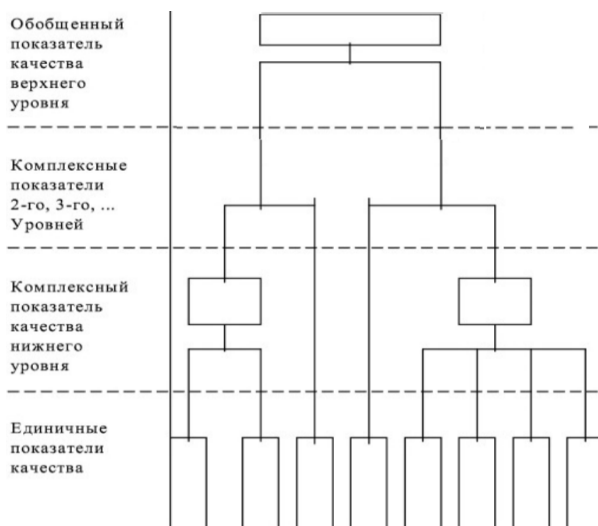 Обобщенный
показатель
качества
верхнего
уровня
Комплексные
показатели
2-го, 3-го, ...
Уровней
Комплексный
показатель
качества
нижнего
уровня
Единичные
показатели
качества